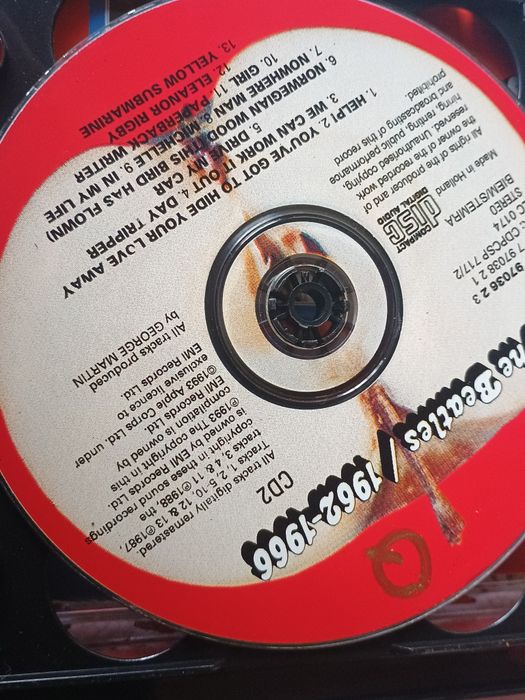 The Beatles / 1962-1966
CD2
All tracks digitally remastered.
Tracks 1, 2, 5, 10, 12 & 13 ℗1987,
tracks 3, 4 & 11 ℗1988, the
copyright in these sound recordings
is owned by EMI Records Ltd.
℗1993 The copyright in this
compilation is owned by
EMI Records Ltd.
©1993 Apple Corps Ltd. under
exclusive licence to
EMI Records Ltd.
All tracks produced
by GEORGE MARTIN
97036 2 3
CDPCSP 717/2
97038 2 1
LC 0174
STEREO
BIEM/STEMRA
Made in Holland
COMPACT
disc
DIGITAL AUDIO
All rights of the producer and of
the owner of the recorded work
reserved. Unauthorised copying,
hiring, renting, public performance
and broadcasting of this record
prohibited.
1. HELP! 2. YOU'VE GOT TO HIDE YOUR LOVE AWAY
3. WE CAN WORK IT OUT 4. DAY TRIPPER
5. DRIVE MY CAR
6. NORWEGIAN WOOD (THIS BIRD HAS FLOWN)
7. NOWHERE MAN 8. MICHELLE 9. IN MY LIFE
10. GIRL 11. PAPERBACK WRITER
12. ELEANOR RIGBY
13. YELLOW SUBMARINE